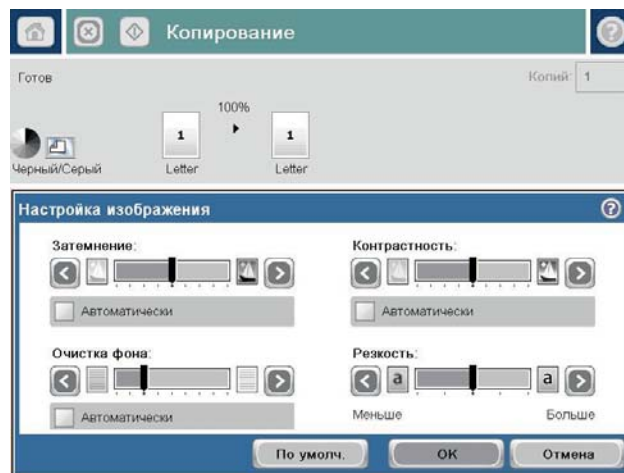 Копирование
Готов
Копий: 1
100%
1
1
Черный/Серый
Letter
Letter
Настройка изображения
Затемнение:
Автоматически
Контрастность:
Автоматически
Очистка фона:
Автоматически
Резкость:
a
a
Меньше
Больше
По умолч.
OK
Отмена